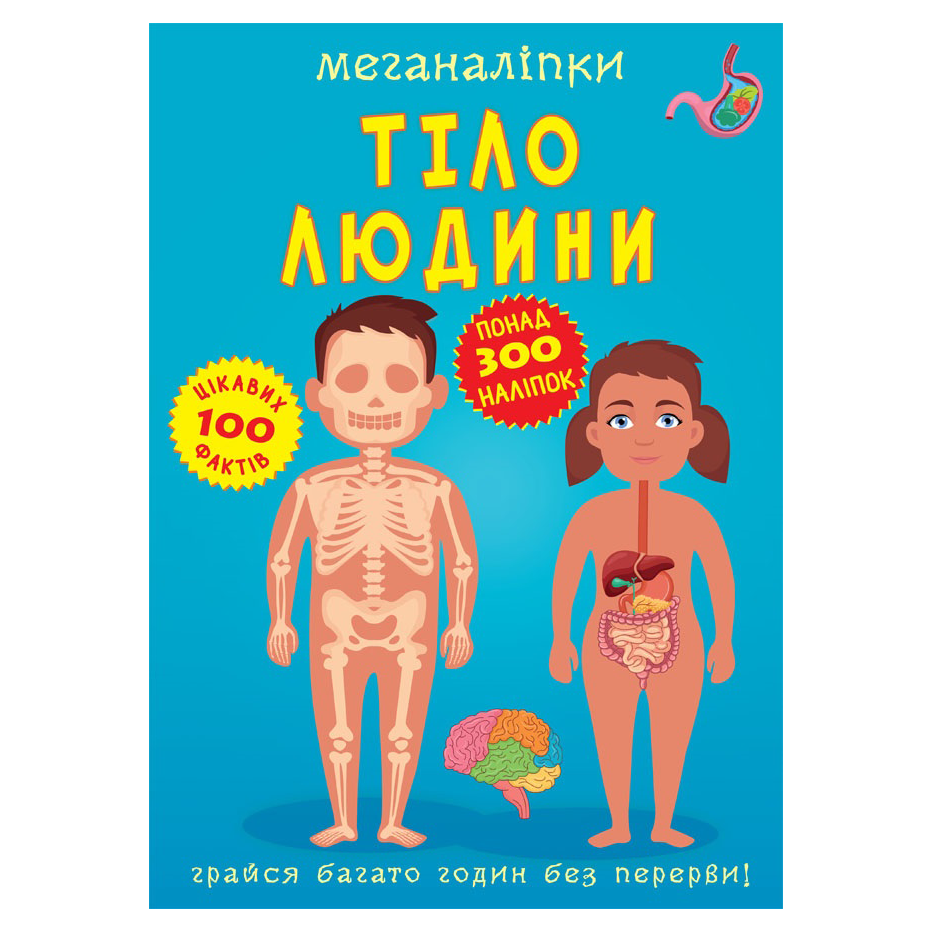 меганаліпки
ТІЛО
ЛЮДИНИ
ПОНАД
300
НАЛІПОК
ЦІКАВИХ
100
ФАКТІВ
грайся багато годин без перерви!